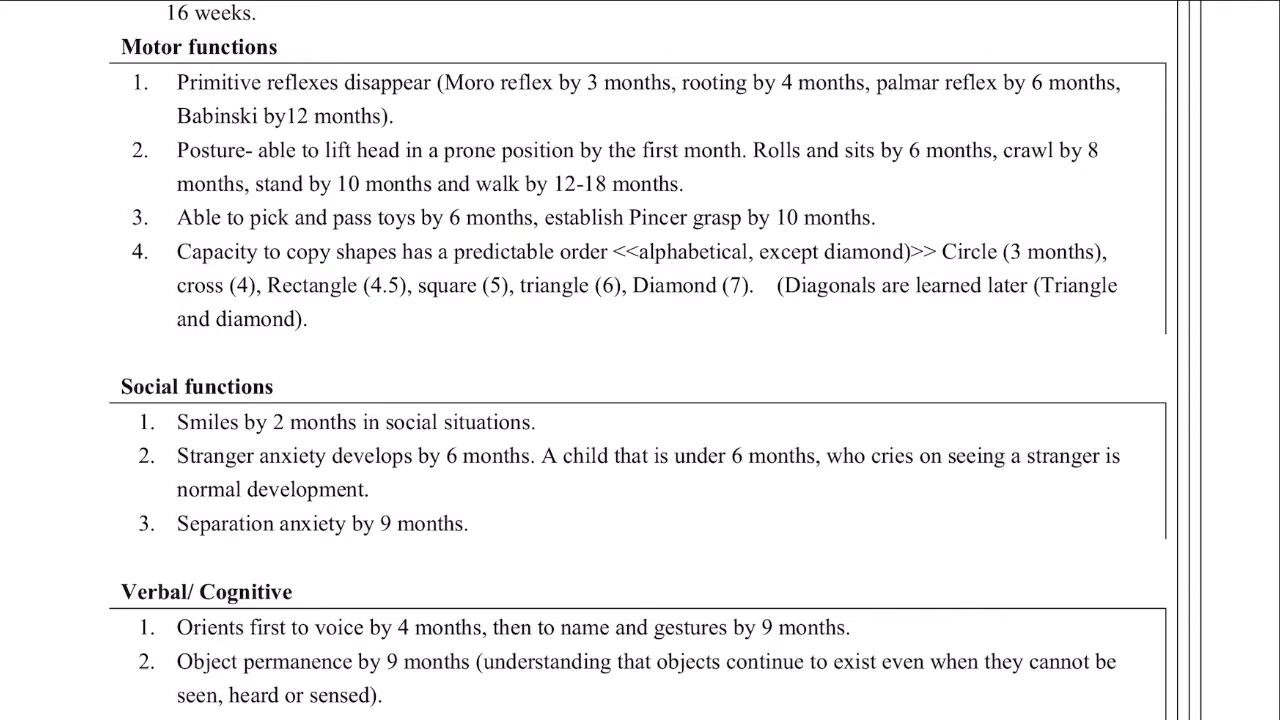 16 weeks.
Motor functions
1. Primitive reflexes disappear (Moro reflex by 3 months, rooting by 4 months, palmar reflex by 6 months,
Babinski by12 months).
2. Posture- able to lift head in a prone position by the first month. Rolls and sits by 6 months, crawl by 8
months, stand by 10 months and walk by 12-18 months.
3. Able to pick and pass toys by 6 months, establish Pincer grasp by 10 months.
4. Capacity to copy shapes has a predictable order <<alphabetical, except diamond)>> Circle (3 months),
cross (4), Rectangle (4.5), square (5), triangle (6), Diamond (7). (Diagonals are learned later (Triangle
and diamond).
Social functions
1. Smiles by 2 months in social situations.
2. Stranger anxiety develops by 6 months. A child that is under 6 months, who cries on seeing a stranger is
normal development.
3. Separation anxiety by 9 months.
Verbal/ Cognitive
1. Orients first to voice by 4 months, then to name and gestures by 9 months.
2. Object permanence by 9 months (understanding that objects continue to exist even when they cannot be
seen, heard or sensed).